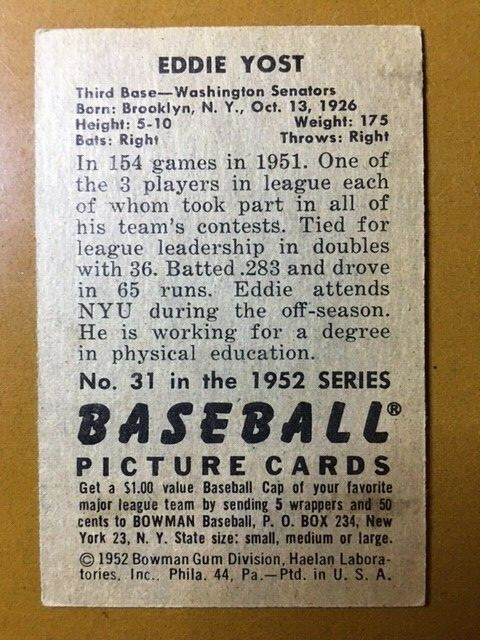 EDDIE YOST
Third Base—Washington Senators
Born: Brooklyn, N. Y., Oct. 13, 1926
Height: 5-10 Weight: 175
Bats: Right Throws: Right
In 154 games in 1951. One of
the 3 players in league each
of whom took part in all of
his team's contests. Tied for
league leadership in doubles
with 36. Batted .283 and drove
in 65 runs. Eddie attends
NYU during the off-season.
He is working for a degree
in physical education.
No. 31 in the 1952 SERIES
BASEBALL®
PICTURE CARDS
Get a $1.00 value Baseball Cap of your favorite
major league team by sending 5 wrappers and 50
cents to BOWMAN Baseball, P. O. BOX 234, New
York 23, N. Y. State size: small, medium or large.
© 1952 Bowman Gum Division, Haelan Labora-
tories, Inc., Phila. 44, Pa.—Ptd. in U. S. A.